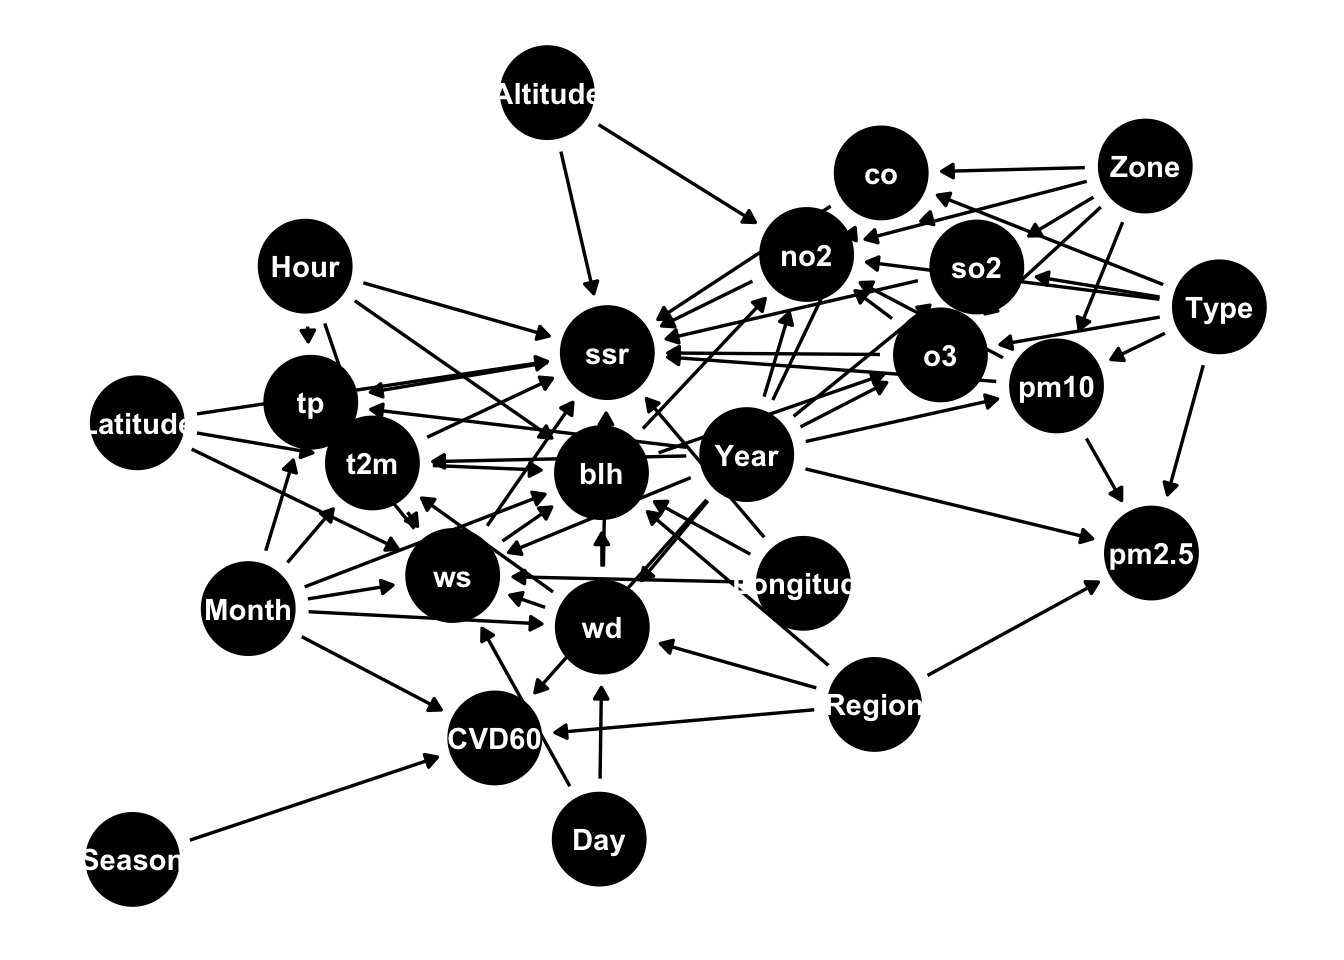 Altitude
co
Zone
no2
so2
Hour
Type
ssr
o3
pm10
tp
Latitude
t2m
blh
Year
pm2.5
ws
Longitud
Month
wd
Region
CVD60
Day
Season